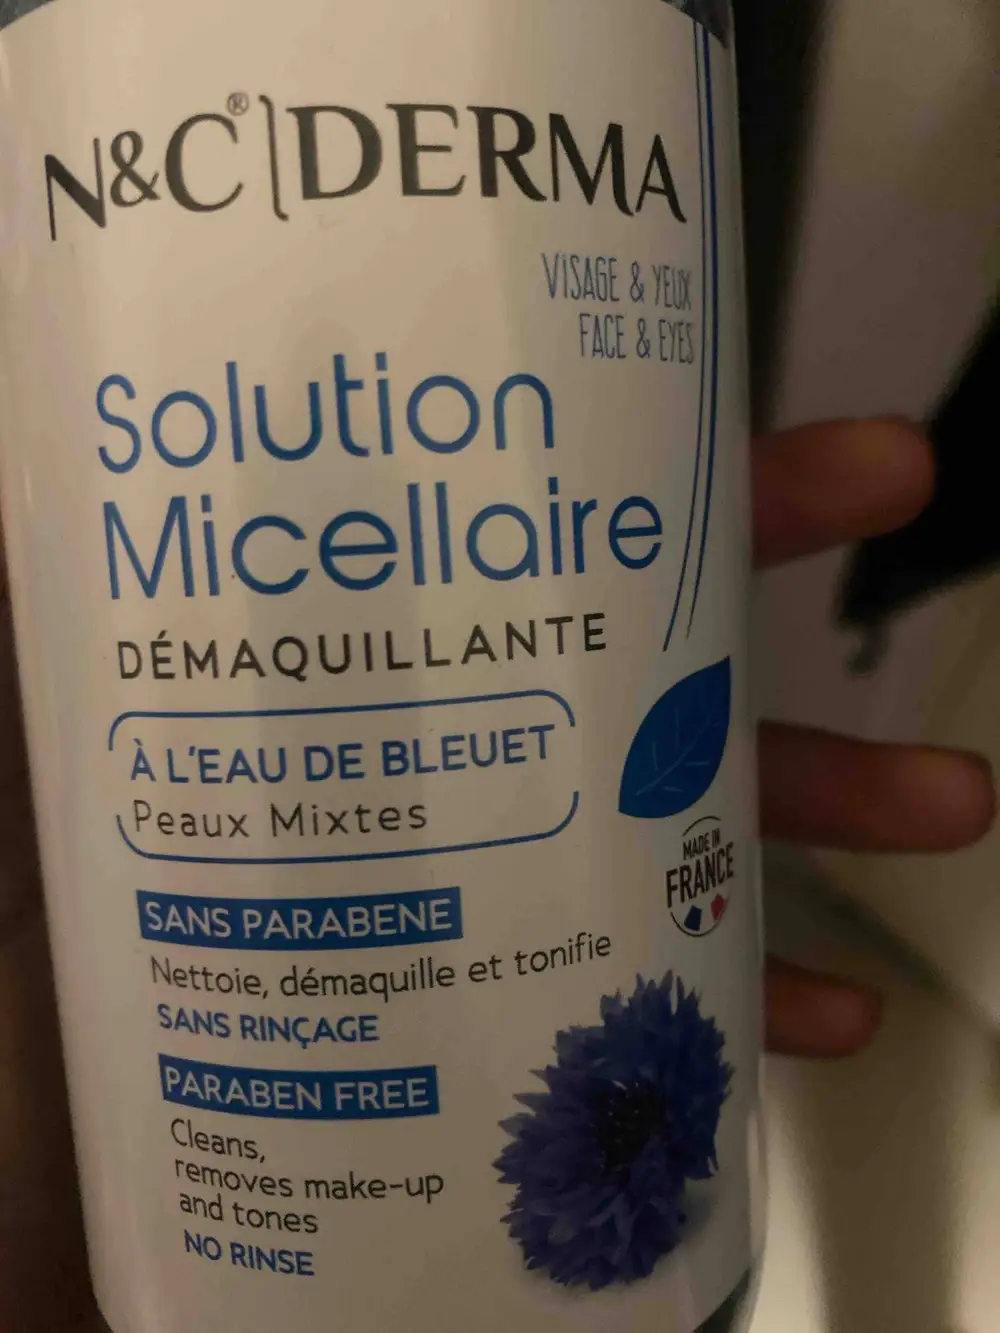 N&C®|DERMA
VISAGE & YEUX
FACE & EYES
Solution
Micellaire
DÉMAQUILLANTE
À L'EAU DE BLEUET
Peaux Mixtes
MADE IN
FRANCE
SANS PARABENE
Nettoie, démaquille et tonifie
SANS RINÇAGE
PARABEN FREE
Cleans,
removes make-up
and tones
NO RINSE